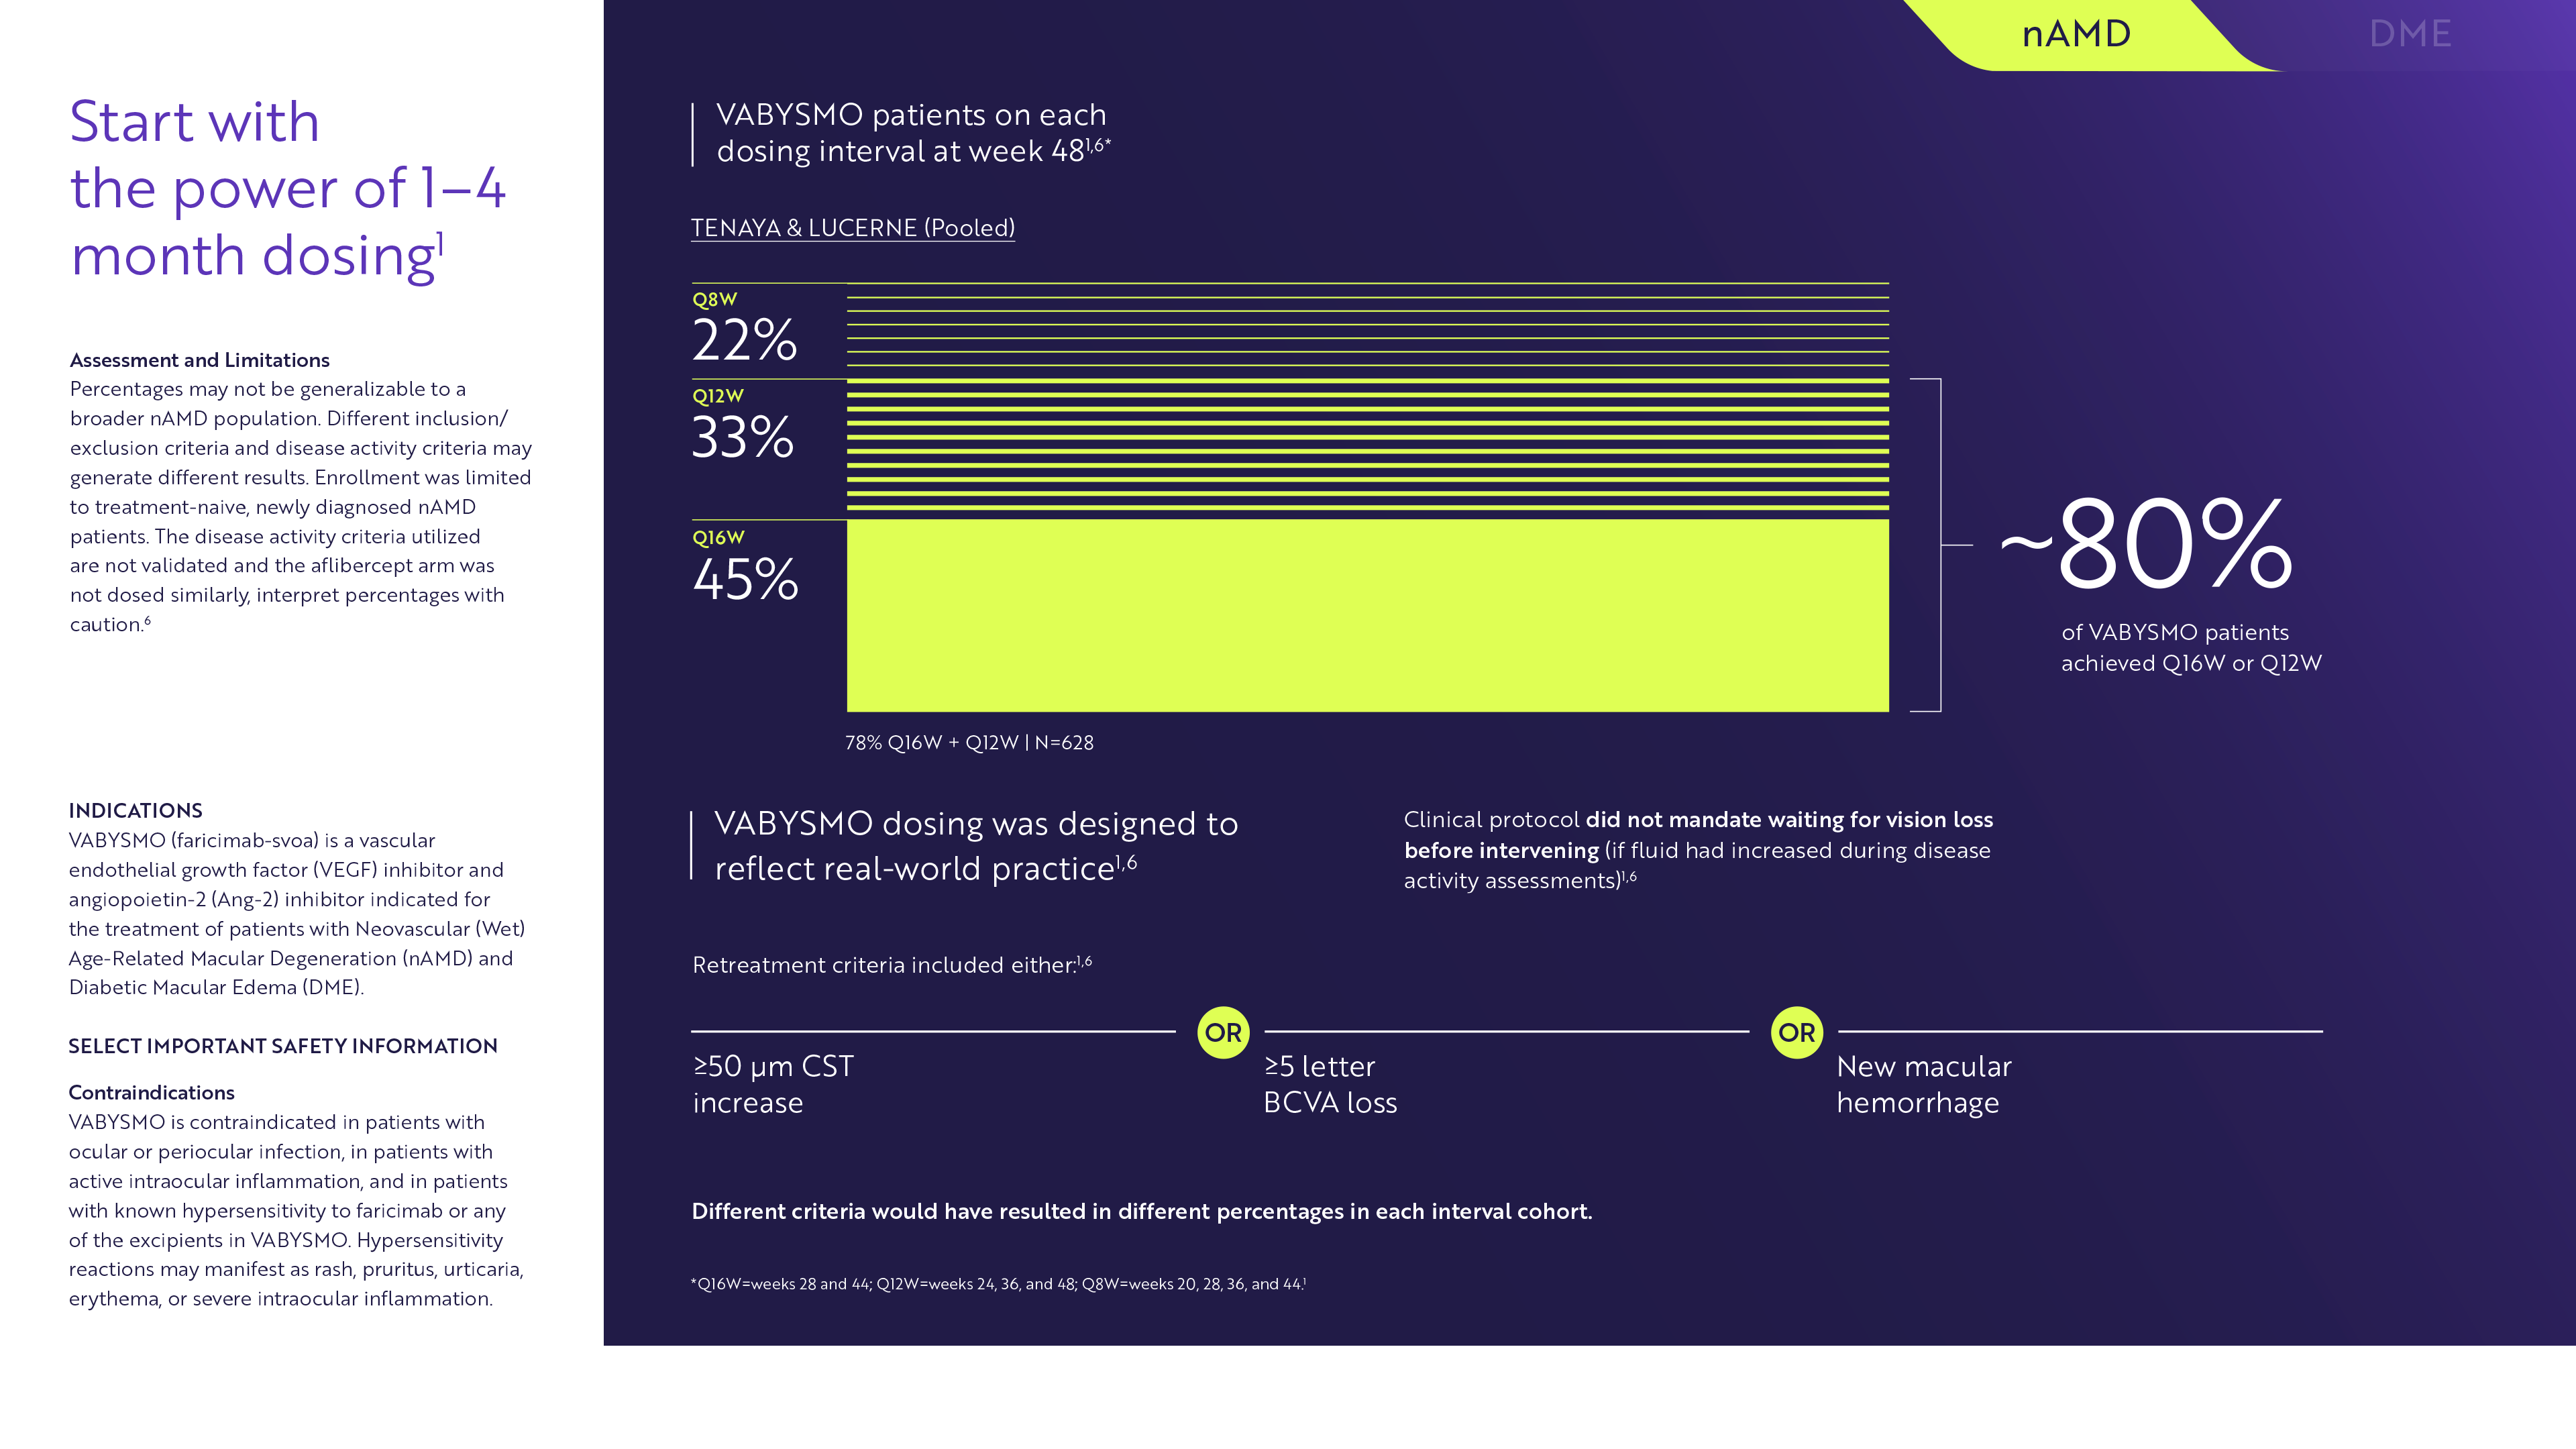 Start with
the power of 1–4
month dosing¹
Assessment and Limitations
Percentages may not be generalizable to a
broader nAMD population. Different inclusion/
exclusion criteria and disease activity criteria may
generate different results. Enrollment was limited
to treatment-naive, newly diagnosed nAMD
patients. The disease activity criteria utilized
are not validated and the aflibercept arm was
not dosed similarly, interpret percentages with
caution.⁶
INDICATIONS
VABYSMO (faricimab-svoa) is a vascular
endothelial growth factor (VEGF) inhibitor and
angiopoietin-2 (Ang-2) inhibitor indicated for
the treatment of patients with Neovascular (Wet)
Age-Related Macular Degeneration (nAMD) and
Diabetic Macular Edema (DME).
SELECT IMPORTANT SAFETY INFORMATION
Contraindications
VABYSMO is contraindicated in patients with
ocular or periocular infection, in patients with
active intraocular inflammation, and in patients
with known hypersensitivity to faricimab or any
of the excipients in VABYSMO. Hypersensitivity
reactions may manifest as rash, pruritus, urticaria,
erythema, or severe intraocular inflammation.
nAMD
DME
VABYSMO patients on each
dosing interval at week 48¹,⁶*
TENAYA & LUCERNE (Pooled)
Q8W
22%
Q12W
33%
Q16W
45%
~80%
of VABYSMO patients
achieved Q16W or Q12W
78% Q16W + Q12W | N=628
VABYSMO dosing was designed to
reflect real-world practice¹,⁶
Clinical protocol did not mandate waiting for vision loss
before intervening (if fluid had increased during disease
activity assessments)¹,⁶
Retreatment criteria included either:¹,⁶
≥50 µm CST
increase
OR
≥5 letter
BCVA loss
OR
New macular
hemorrhage
Different criteria would have resulted in different percentages in each interval cohort.
*Q16W=weeks 28 and 44; Q12W=weeks 24, 36, and 48; Q8W=weeks 20, 28, 36, and 44.¹